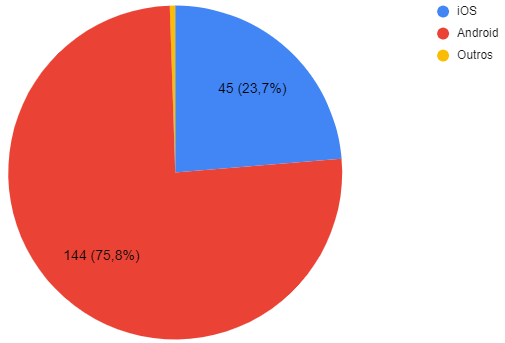 iOS
Android
Outros
45 (23,7%)
144 (75,8%)